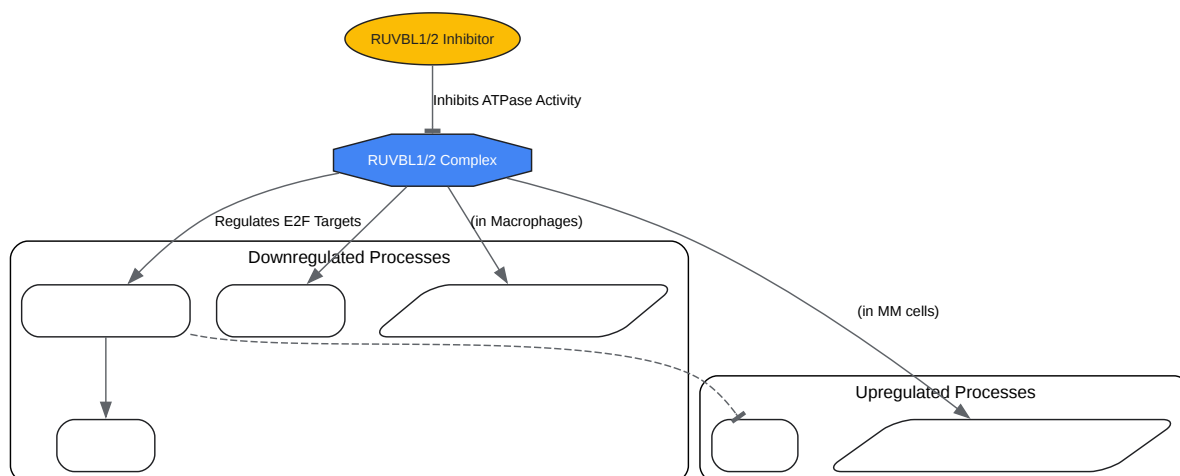 RUVBL1/2 Inhibitor
Inhibits ATPase Activity
RUVBL1/2 Complex
Regulates E2F Targets
(in Macrophages)
Downregulated Processes
(in MM cells)
Upregulated Processes